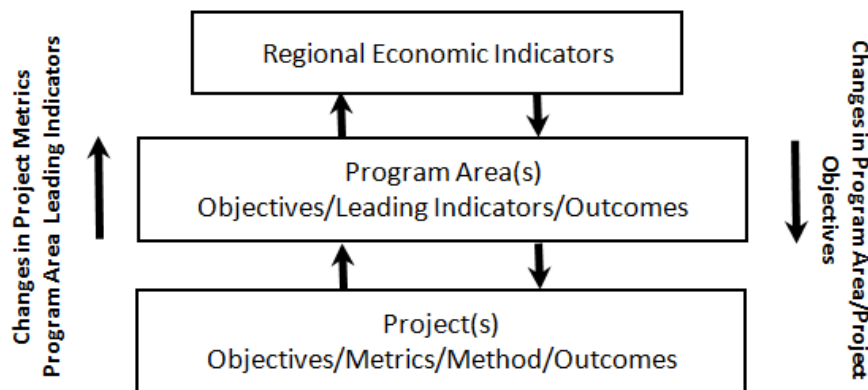 Regional Economic Indicators
Changes in Project Metrics
Program Area Leading Indicators
Program Area(s)
Objectives/Leading Indicators/Outcomes
Changes in Program Area/Project
Objectives
Project(s)
Objectives/Metrics/Method/Outcomes